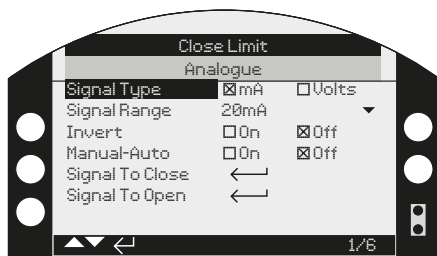 Close Limit
Analogue
Signal Type ☒mA ☐Volts
Signal Range 20mA
Invert ☐On ☒Off
Manual-Auto ☐On ☒Off
Signal To Close
Signal To Open
1/6